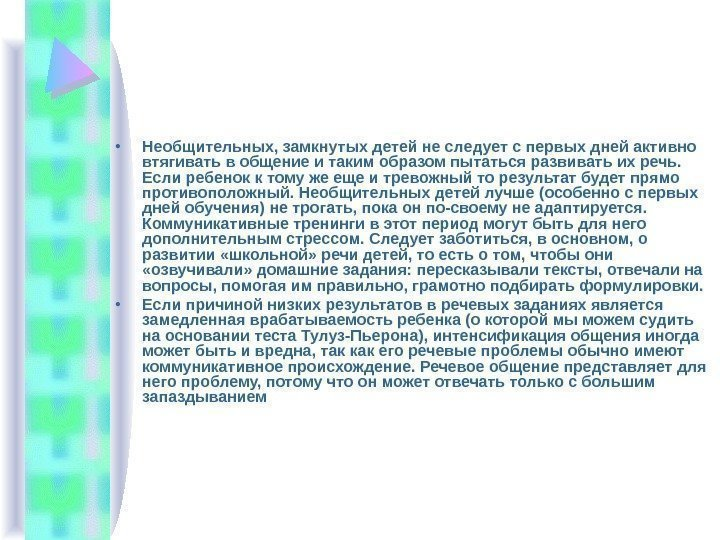 • Необщительных, замкнутых детей не следует с первых дней активно
втягивать в общение и таким образом пытаться развивать их речь.
Если ребенок к тому же еще и тревожный то результат будет прямо
противоположный. Необщительных детей лучше (особенно с первых
дней обучения) не трогать, пока он по-своему не адаптируется.
Коммуникативные тренинги в этот период могут быть для него
дополнительным стрессом. Следует заботиться, в основном, о
развитии «школьной» речи детей, то есть о том, чтобы они
«озвучивали» домашние задания: пересказывали тексты, отвечали на
вопросы, помогая им правильно, грамотно подбирать формулировки.
• Если причиной низких результатов в речевых заданиях является
замедленная врабатываемость ребенка (о которой мы можем судить
на основании теста Тулуз-Пьерона), интенсификация общения иногда
может быть и вредна, так как его речевые проблемы обычно имеют
коммуникативное происхождение. Речевое общение представляет для
него проблему, потому что он может отвечать только с большим
запаздыванием